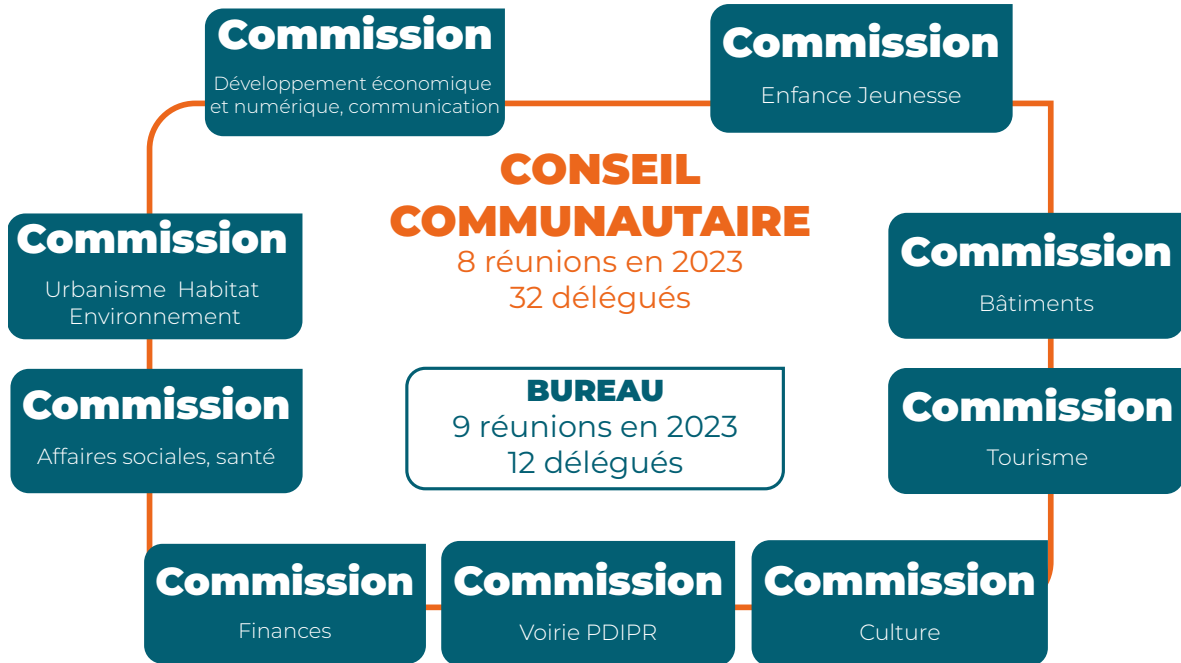 Commission
Développement économique
et numérique, communication
Commission
Enfance Jeunesse
CONSEIL
COMMUNAUTAIRE
8 réunions en 2023
32 délégués
Commission
Urbanisme Habitat
Environnement
Commission
Bâtiments
Commission
Affaires sociales, santé
BUREAU
9 réunions en 2023
12 délégués
Commission
Tourisme
Commission
Finances
Commission
Voirie PDIPR
Commission
Culture